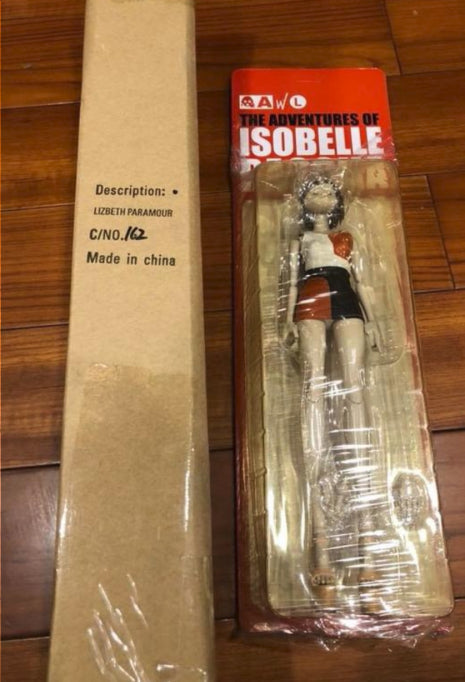 Description: •
LIZBETH PARAMOUR
C/NO.162
Made in china
AWL
THE ADVENTURES OF
ISOBELLE